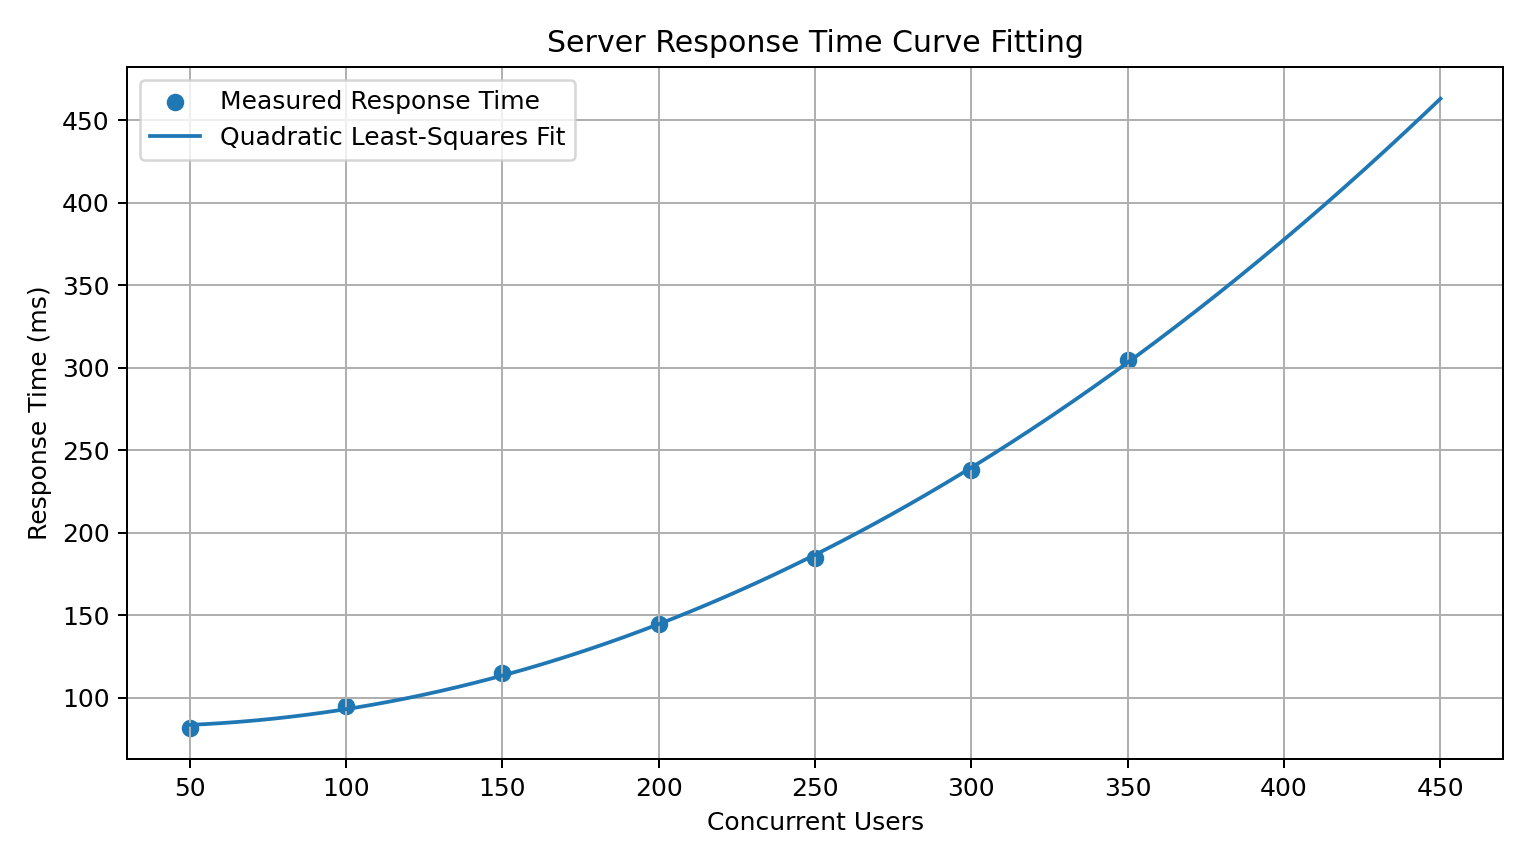 Server Response Time Curve Fitting
Measured Response Time
Quadratic Least-Squares Fit
450
400
350
300
250
200
150
100
Response Time (ms)
50 100 150 200 250 300 350 400 450
Concurrent Users